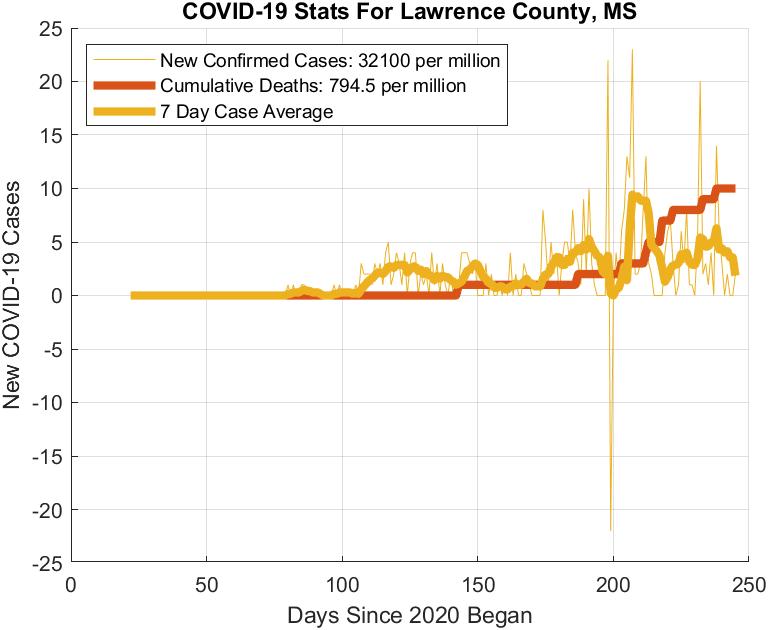 COVID-19 Stats For Lawrence County, MS
New Confirmed Cases: 32100 per million
Cumulative Deaths: 794.5 per million
7 Day Case Average
New COVID-19 Cases
25
20
15
10
5
0
-5
-10
-15
-20
-25
0 50 100 150 200 250
Days Since 2020 Began